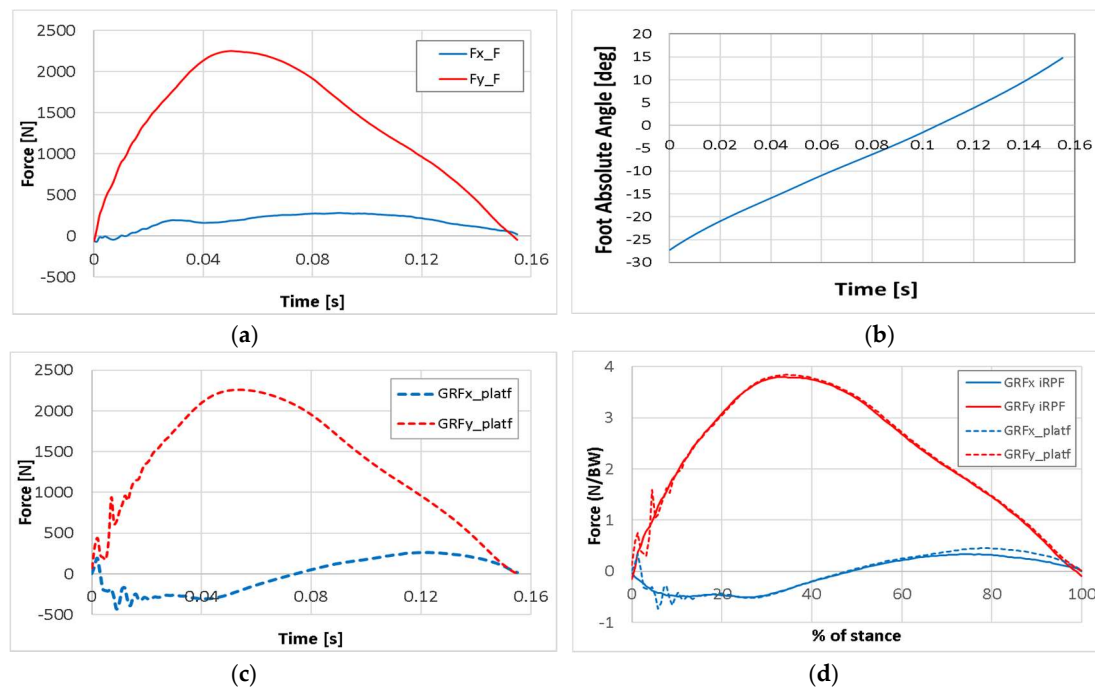 2500
2000
1500
1000
500
0
-500
Force [N]
Fx_F
Fy_F
0 0.04 0.08 0.12 0.16
Time [s]
(a)
20
15
10
5
0
-5
-10
-15
-20
-25
-30
Foot Absolute Angle [deg]
0 0.02 0.04 0.06 0.08 0.1 0.12 0.14 0.16
Time [s]
(b)
2500
2000
1500
1000
500
0
-500
Force [N]
GRFx_platf
GRFy_platf
0 0.04 0.08 0.12 0.16
Time [s]
(c)
4
3
2
1
0
-1
Force (N/BW)
GRFx iRPF
GRFy iRPF
GRFx_platf
GRFy_platf
0 20 40 60 80 100
% of stance
(d)